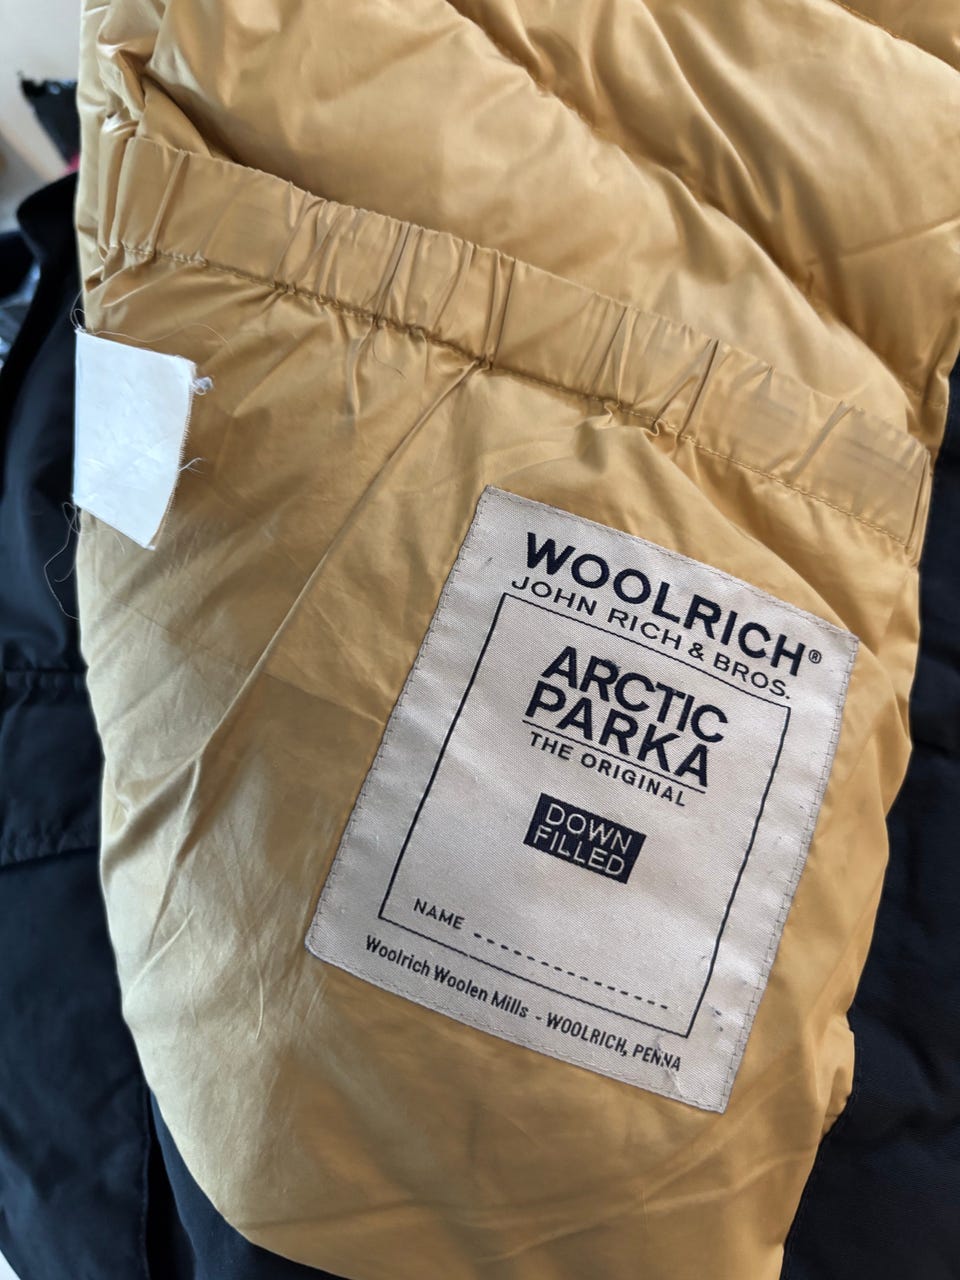 WOOLRICH®
JOHN RICH & BROS.
ARCTIC
PARKA
THE ORIGINAL
DOWN
FILLED
NAME
Woolrich Woolen Mills - WOOLRICH, PENNA